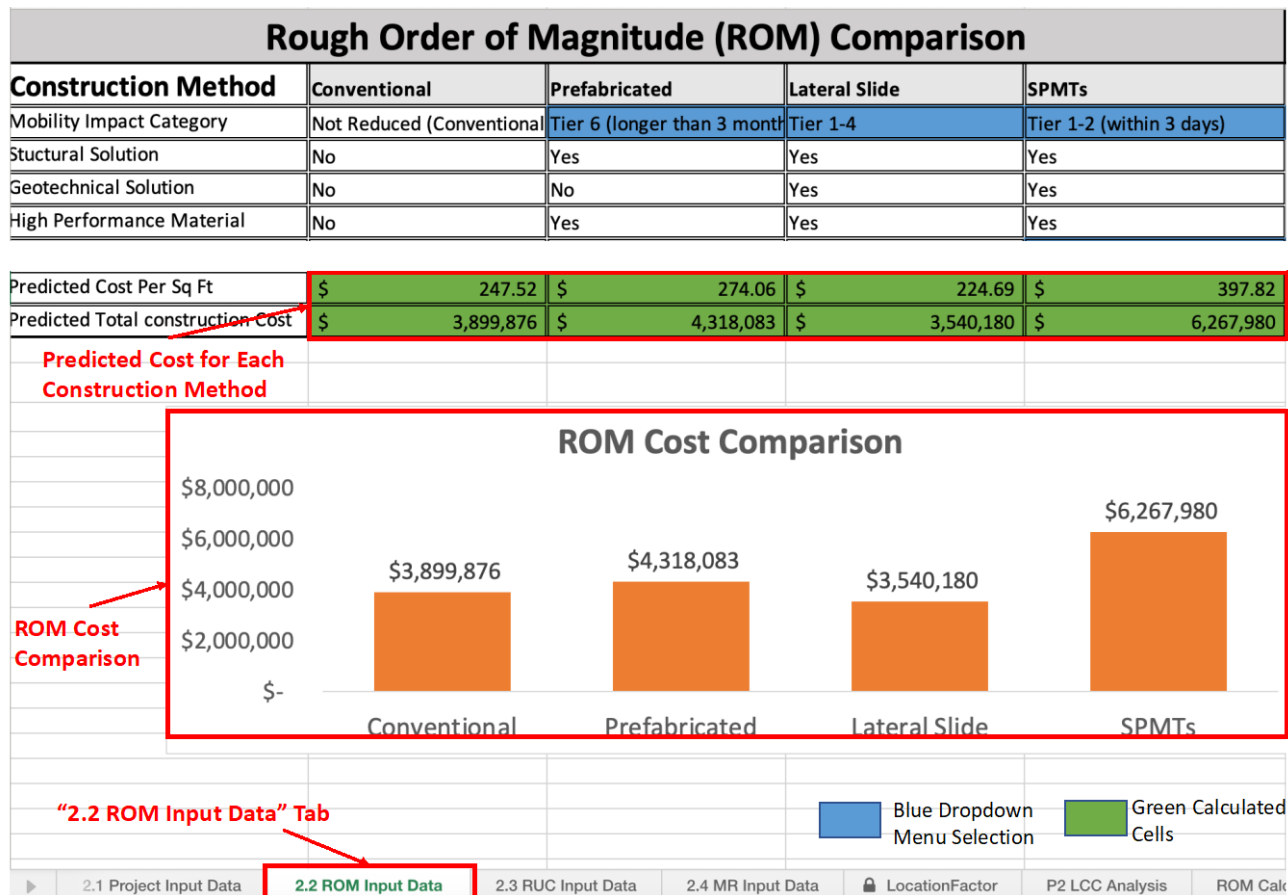 Rough Order of Magnitude (ROM) Comparison
Construction Method Conventional Prefabricated Lateral Slide SPMTs
Mobility Impact Category Not Reduced (Conventional Tier 6 (longer than 3 month Tier 1-4 Tier 1-2 (within 3 days)
Stuctural Solution No Yes Yes Yes
Geotechnical Solution No No Yes Yes
High Performance Material No Yes Yes Yes
Predicted Cost Per Sq Ft $ 247.52 $ 274.06 $ 224.69 $ 397.82
Predicted Total construction Cost $ 3,899,876 $ 4,318,083 $ 3,540,180 $ 6,267,980
Predicted Cost for Each
Construction Method
ROM Cost Comparison
$8,000,000
$6,000,000
$4,000,000
$2,000,000
$-
$3,899,876
$4,318,083
$3,540,180
$6,267,980
Conventional Prefabricated Lateral Slide SPMTs
ROM Cost
Comparison
"2.2 ROM Input Data" Tab
Blue Dropdown
Menu Selection
Green Calculated
Cells
2.1 Project Input Data 2.2 ROM Input Data 2.3 RUC Input Data 2.4 MR Input Data LocationFactor P2 LCC Analysis ROM Calc